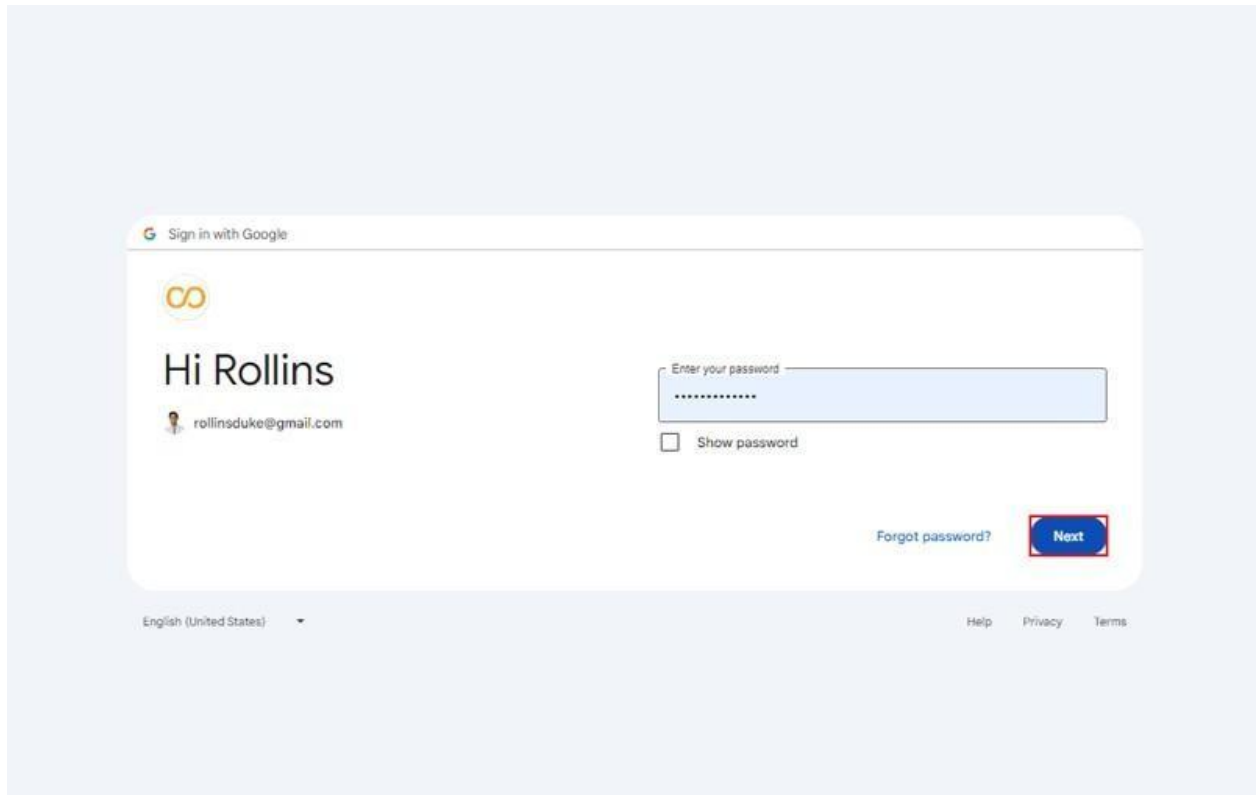 Sign in with Google
Hi Rollins
rollinsduke@gmail.com
Enter your password
•••••••••••••
Show password
Forgot password?
Next
English (United States)
Help Privacy Terms